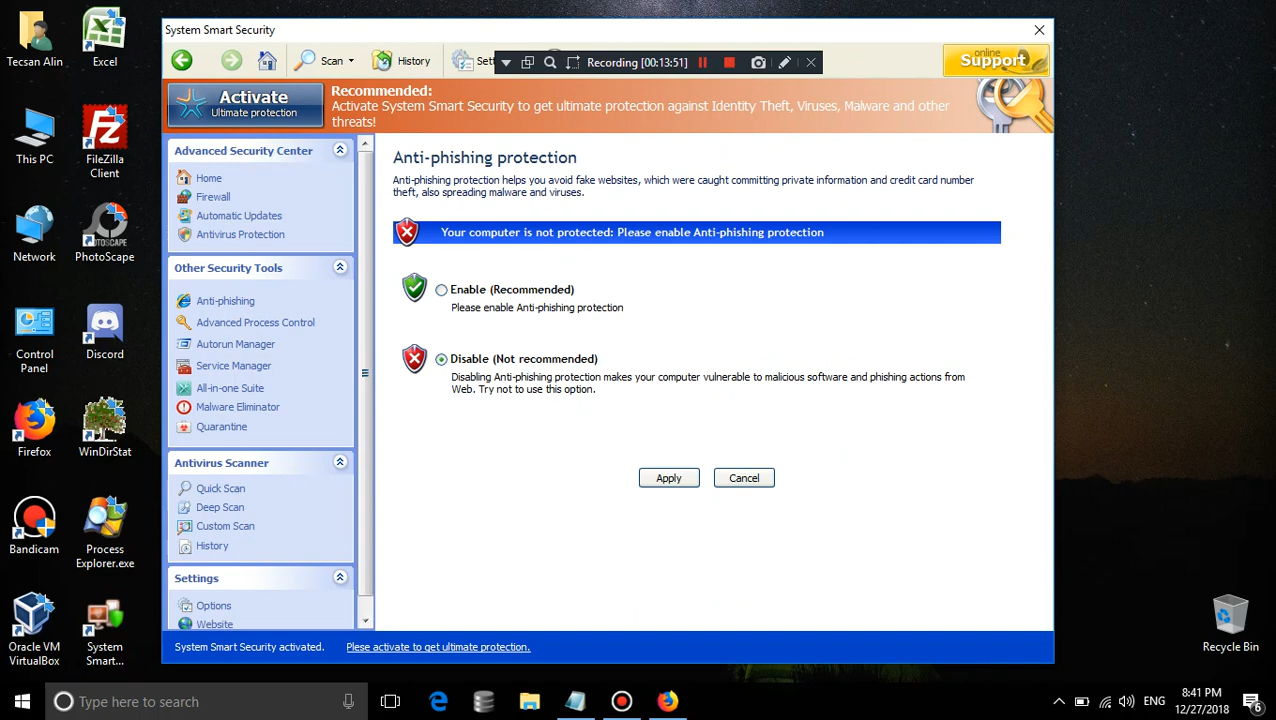 System Smart Security
Tecsan Alin
Excel
This PC
FileZilla
Client
Network
PHOTOSCAPE
PhotoScape
Control
Panel
Discord
Firefox
WinDirStat
Bandicam
Process
Explorer.exe
Oracle VM
VirtualBox
System
Smart...
Scan
History
Sett
Recording [00:13:51]
online
Support
Activate
Ultimate protection
Recommended:
Activate System Smart Security to get ultimate protection against Identity Theft, Viruses, Malware and other
threats!
Advanced Security Center
Home
Firewall
Automatic Updates
Antivirus Protection
Other Security Tools
Anti-phishing
Advanced Process Control
Autorun Manager
Service Manager
All-in-one Suite
Malware Eliminator
Quarantine
Antivirus Scanner
Quick Scan
Deep Scan
Custom Scan
History
Settings
Options
Website
Anti-phishing protection
Anti-phishing protection helps you avoid fake websites, which were caught committing private information and credit card number
theft, also spreading malware and viruses.
Your computer is not protected: Please enable Anti-phishing protection
Enable (Recommended)
Please enable Anti-phishing protection
Disable (Not recommended)
Disabling Anti-phishing protection makes your computer vulnerable to malicious software and phishing actions from
Web. Try not to use this option.
Apply
Cancel
System Smart Security activated.
Plese activate to get ultimate protection.
Recycle Bin
Type here to search
ENG
8:41 PM
12/27/2018
6